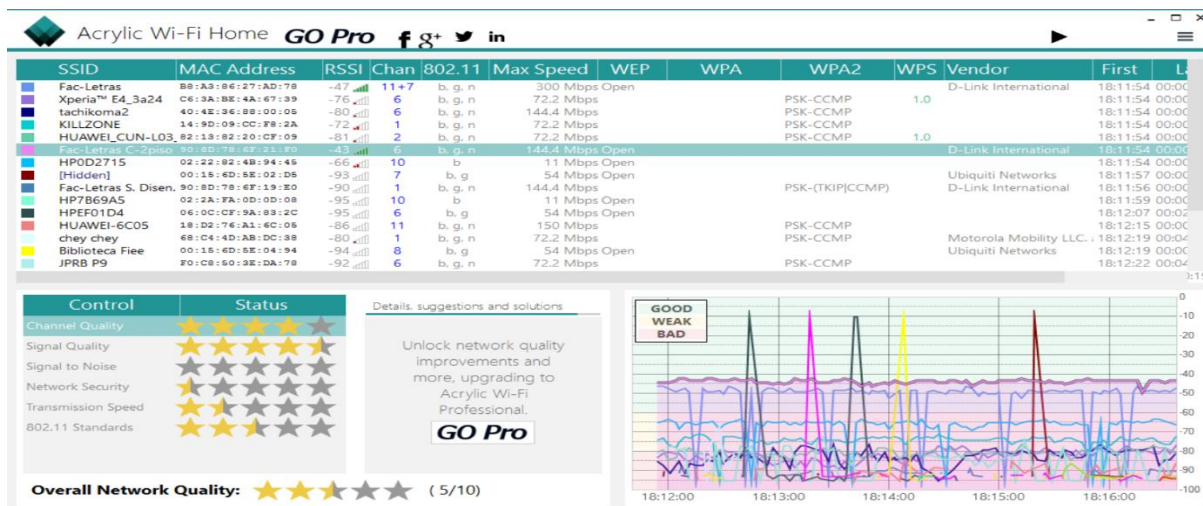 Acrylic Wi-Fi Home GO Pro f g+ in
SSID MAC Address RSSI Chan 802.11 Max Speed WEP WPA WPA2 WPS Vendor First
Fac-Letras B8:A3:86:27:AD:78 -47 11+7 b, g, n 300 Mbps Open D-Link International 18:11:54
Xperia™ E4_3a24 C6:3A:BE:4A:67:39 -76 6 b, g, n 72.2 Mbps PSK-CCMP 1.0 18:11:54
tachikoma2 40:4E:36:88:00:05 -80 6 b, g, n 144.4 Mbps PSK-CCMP 18:11:54
KILLZONE 14:9D:09:CC:F8:2A -72 1 b, g, n 72.2 Mbps PSK-CCMP 18:11:54
HUAWEI_CUN-L03_ 82:13:82:20:CF:09 -81 2 b, g, n 72.2 Mbps PSK-CCMP 1.0 18:11:54
Fac-Letras C-2piso 90:8D:78:6F:21:F0 -43 6 b, g, n 144.4 Mbps Open D-Link International 18:11:54
HP0D2715 02:22:82:4B:94:45 -66 10 b 11 Mbps Open 18:11:54
[Hidden] 00:15:6D:5E:02:D5 -93 7 b, g 54 Mbps Open Ubiquiti Networks 18:11:57
Fac-Letras S. Disen. 90:8D:78:6F:19:E0 -90 1 b, g, n 144.4 Mbps PSK-(TKIP|CCMP) D-Link International 18:11:56
HP7B69A5 02:2A:FA:0D:0D:08 -95 10 b 11 Mbps Open 18:11:59
HPEF01D4 06:0C:CF:9A:83:2C -95 6 b, g 54 Mbps Open 18:12:07
HUAWEI-6C05 18:D2:76:A1:6C:05 -86 11 b, g, n 150 Mbps PSK-CCMP 18:12:15
chey chey 68:C4:4D:AB:DC:38 -80 1 b, g, n 72.2 Mbps PSK-CCMP Motorola Mobility LLC. 18:12:19
Biblioteca Fiee 00:15:6D:5E:04:94 -94 8 b, g 54 Mbps Open Ubiquiti Networks 18:12:19
JPRB P9 F0:C8:50:3E:DA:78 -92 6 b, g, n 72.2 Mbps PSK-CCMP 18:12:22
Control Status
Channel Quality
Signal Quality
Signal to Noise
Network Security
Transmission Speed
802.11 Standards
Overall Network Quality: ( 5/10)
Details, suggestions and solutions
Unlock network quality
improvements and
more, upgrading to
Acrylic Wi-Fi
Professional.
GO Pro
GOOD
WEAK
BAD
0
-10
-20
-30
-40
-50
-60
-70
-80
-90
-100
18:12:00 18:13:00 18:14:00 18:15:00 18:16:00